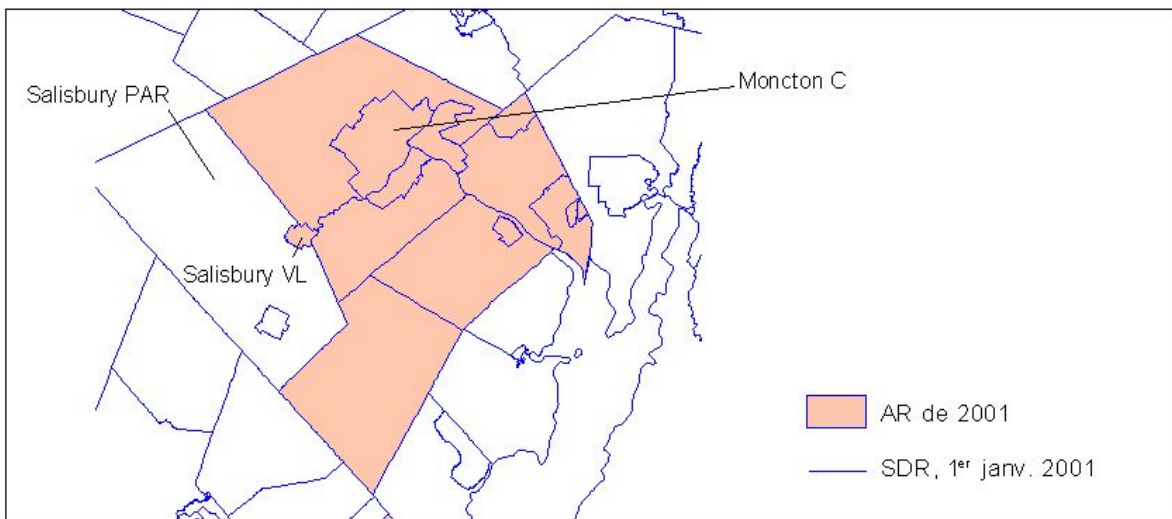 Moncton C
Salisbury PAR
Salisbury VL
AR de 2001
SDR, 1er janv. 2001